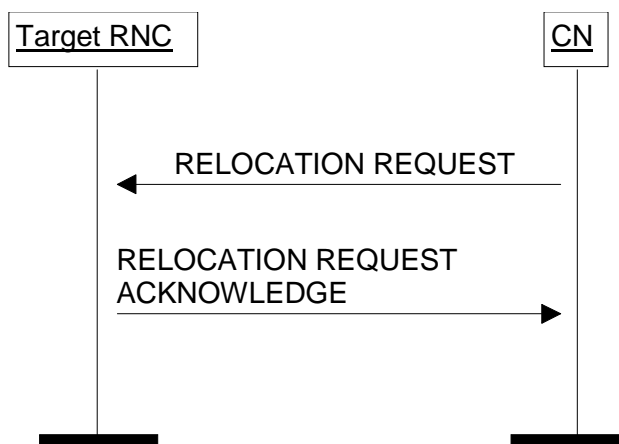 Target RNC
CN
RELOCATION REQUEST
RELOCATION REQUEST
ACKNOWLEDGE